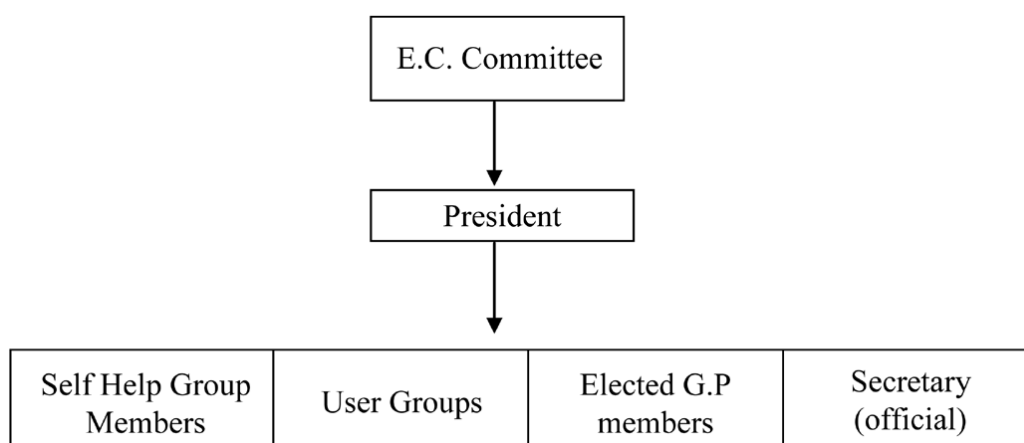 E.C. Committee
President
Self Help Group
Members
User Groups
Elected G.P
members
Secretary
(official)